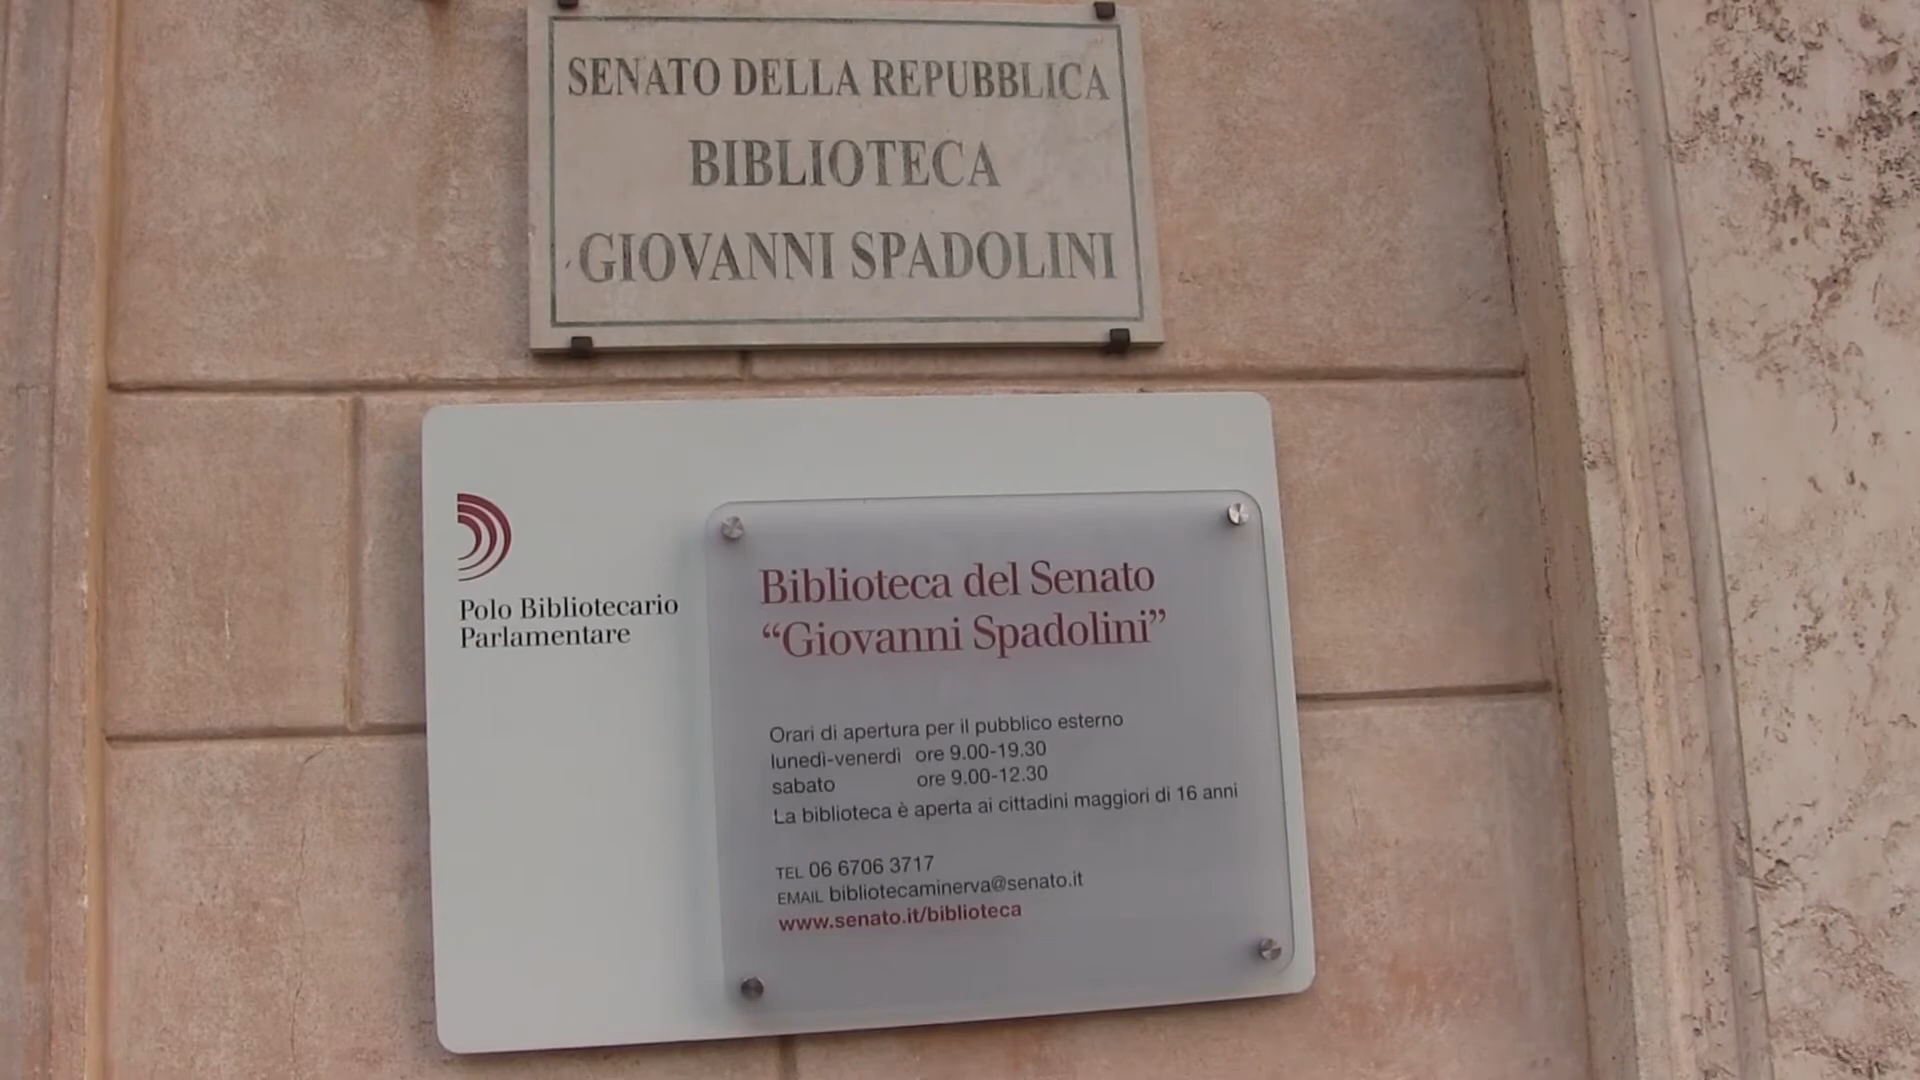 SENATO DELLA REPUBBLICA
BIBLIOTECA
GIOVANNI SPADOLINI
Polo Bibliotecario
Parlamentare
Biblioteca del Senato
“Giovanni Spadolini”
Orari di apertura per il pubblico esterno
lunedì-venerdì ore 9.00-19.30
sabato ore 9.00-12.30
La biblioteca è aperta ai cittadini maggiori di 16 anni
TEL 06 6706 3717
EMAIL bibliotecaminerva@senato.it
www.senato.it/biblioteca